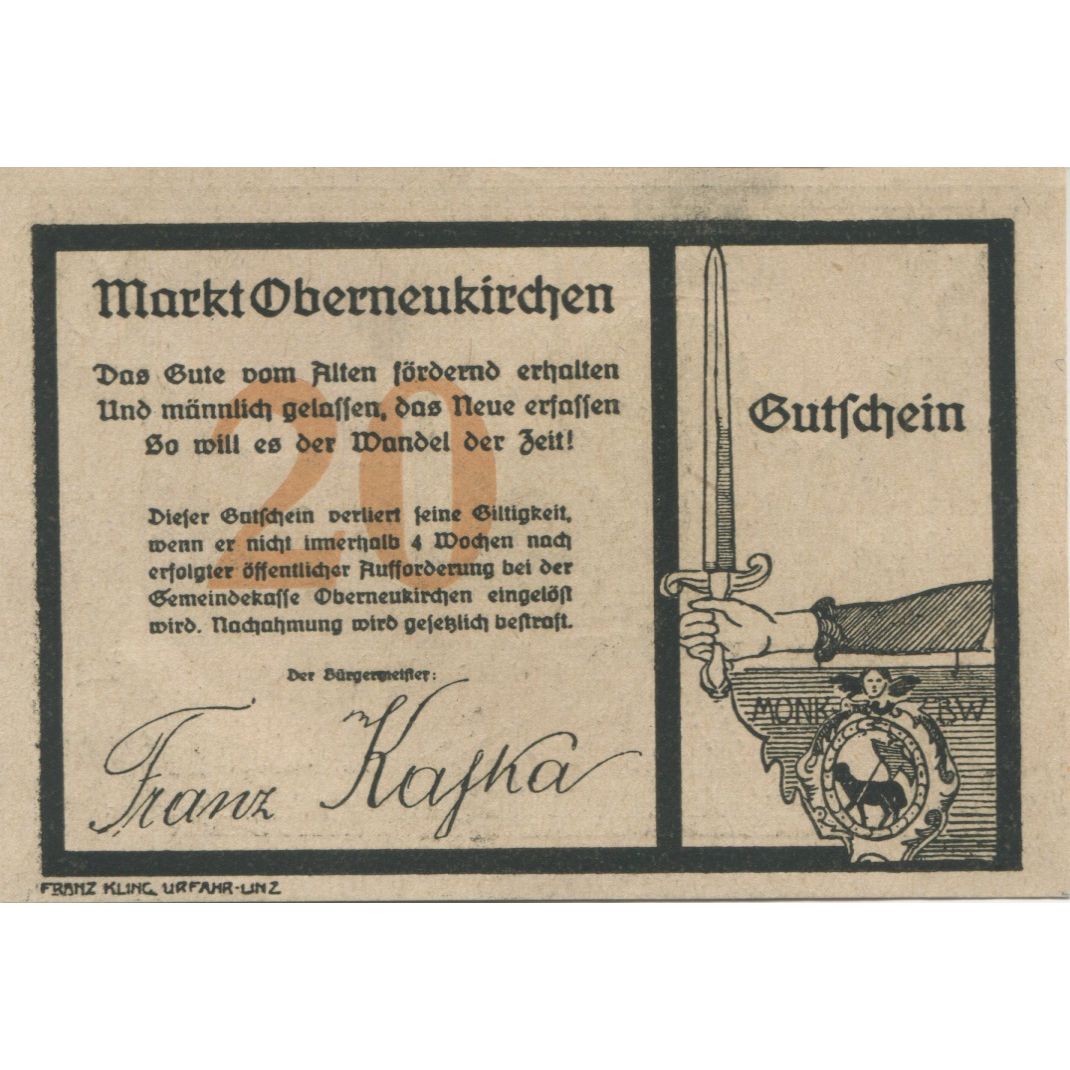 Markt Oberneukirchen
20
Das Gute vom Alten fördernd erhalten
Und männlich gelassen, das Neue erfassen
So will es der Wandel der Zeit!
Dieser Gutschein verliert seine Giltigkeit,
wenn er nicht innerhalb 4 Wochen nach
erfolgter öffentlicher Aufforderung bei der
Gemeindekasse Oberneukirchen eingelöst
wird. Nachahmung wird gesetzlich bestraft.
Der Bürgermeister:
Franz Kafka
Gutschein
FRANZ KLING URFAHR-LINZ